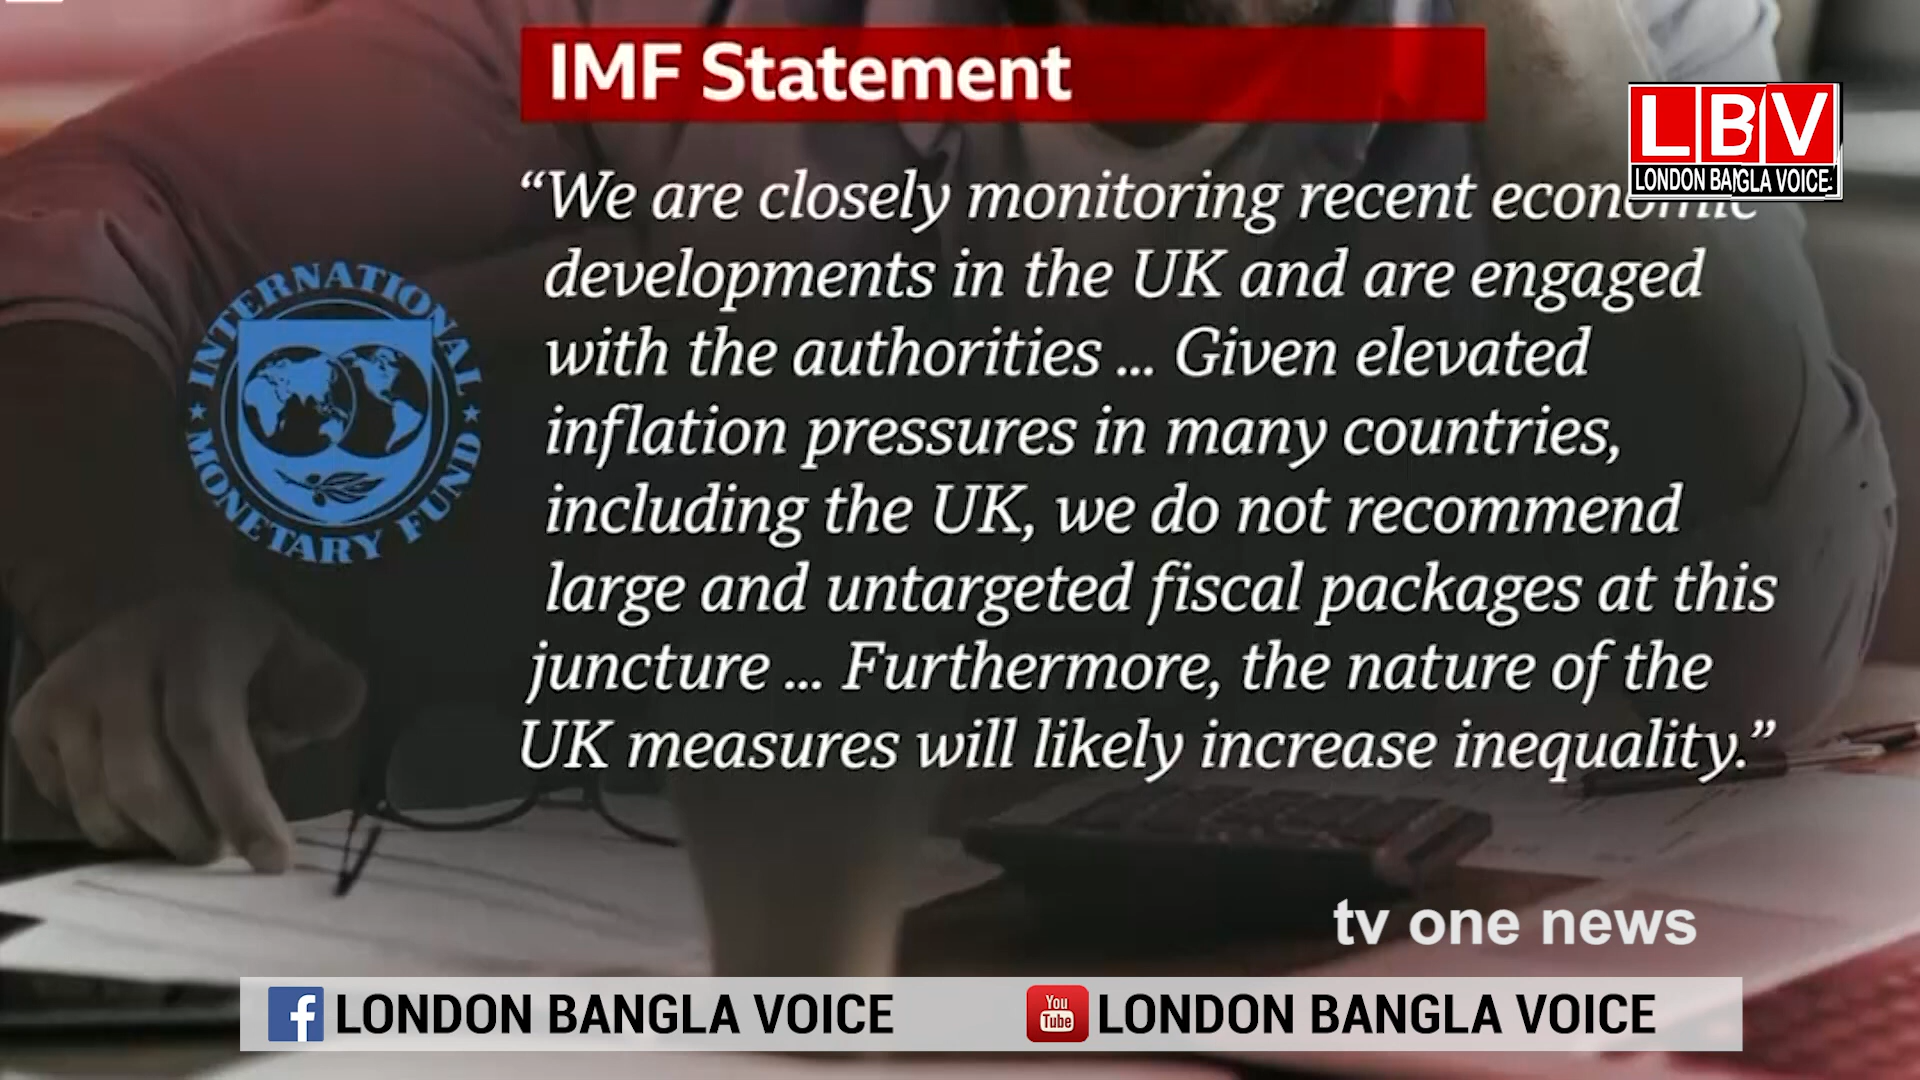 IMF Statement
LBV
LONDON BANGLA VOICE
“We are closely monitoring recent economic
developments in the UK and are engaged
with the authorities ... Given elevated
inflation pressures in many countries,
including the UK, we do not recommend
large and untargeted fiscal packages at this
juncture ... Furthermore, the nature of the
UK measures will likely increase inequality.”
INTERNATIONAL
MONETARY FUND
tv one news
f LONDON BANGLA VOICE
You Tube LONDON BANGLA VOICE